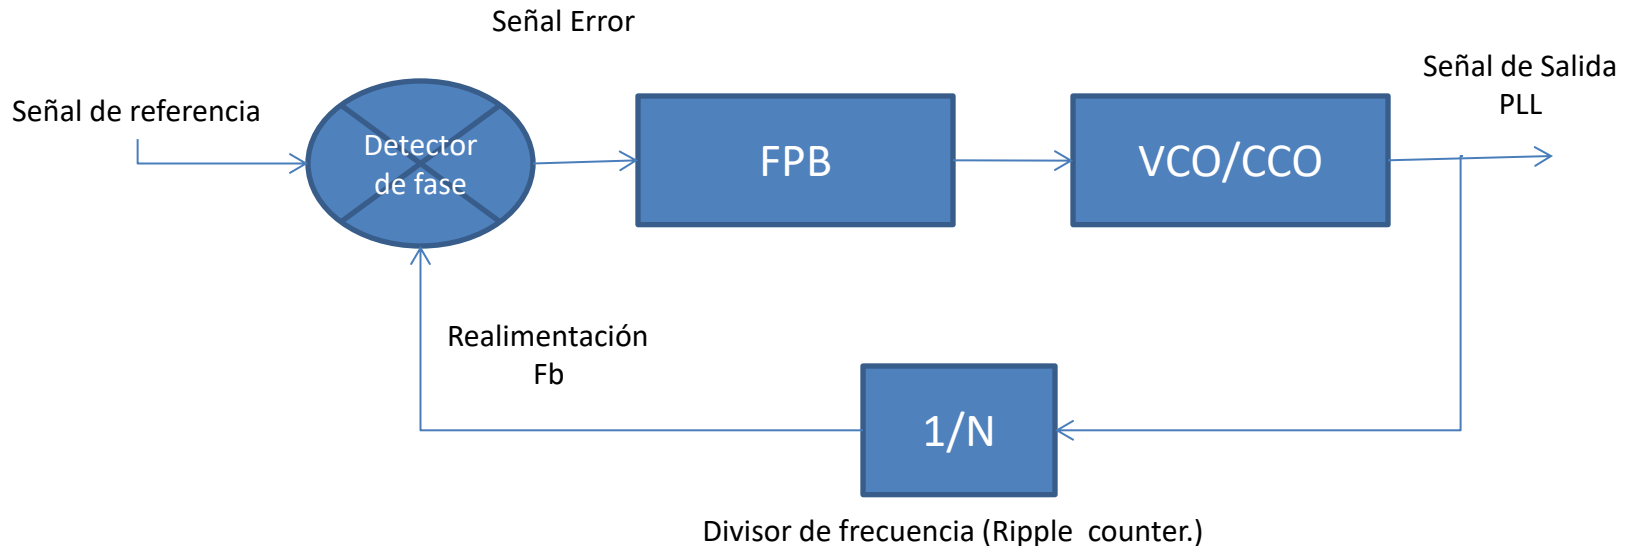 Señal Error
Señal de Salida
PLL
Señal de referencia
Detector
de fase
FPB
VCO/CCO
Realimentación
Fb
1/N
Divisor de frecuencia (Ripple  counter.)